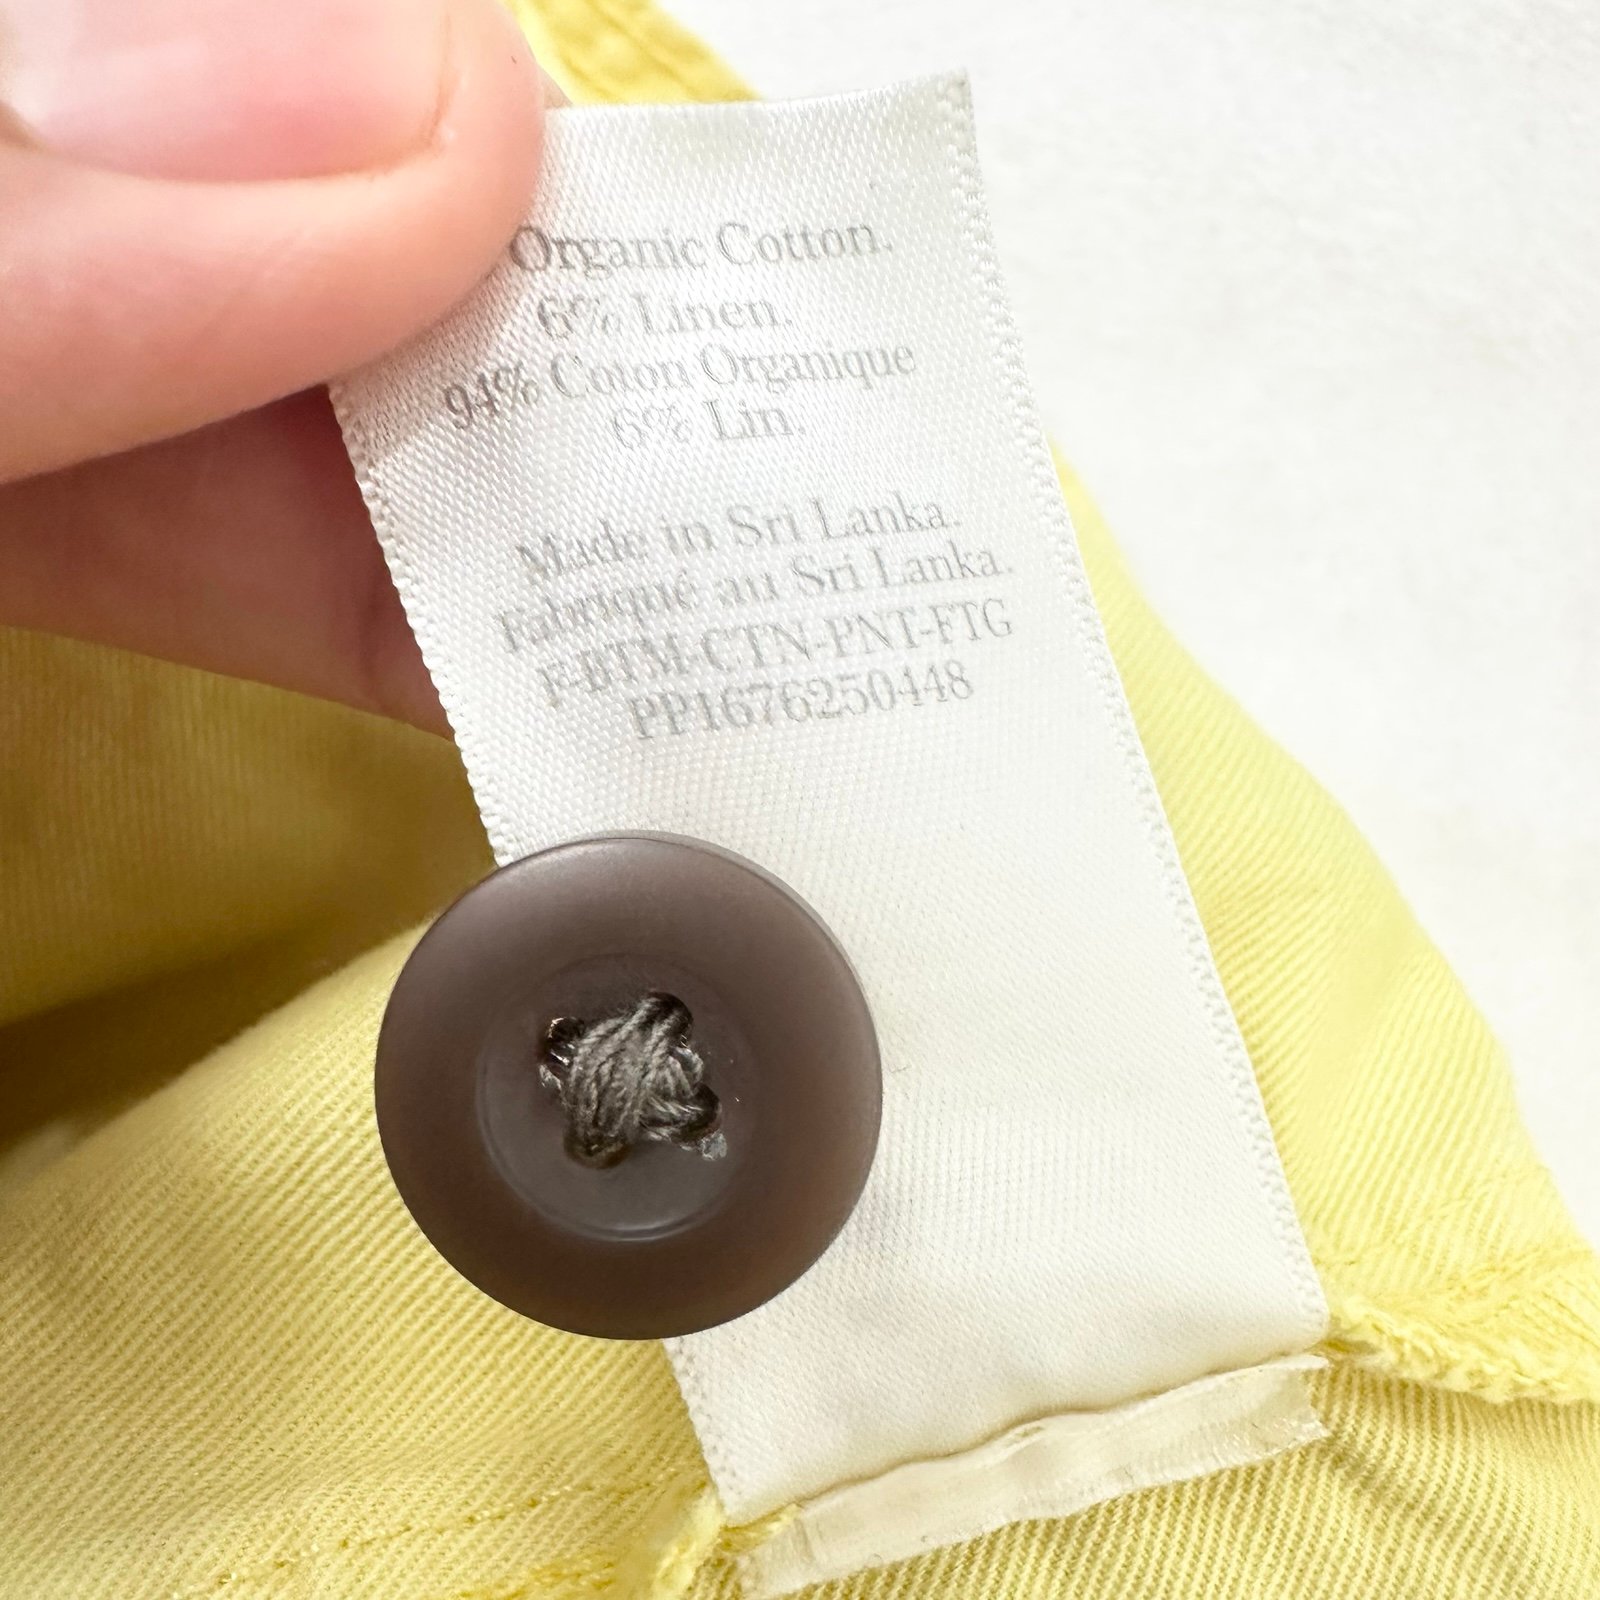 Organic Cotton.
6% Linen.
94% Coton Organique
6% Lin.
Made in Sri Lanka.
Fabriqué au Sri Lanka.
F-BTM-CTN-PNT-FTG
PP1676250448